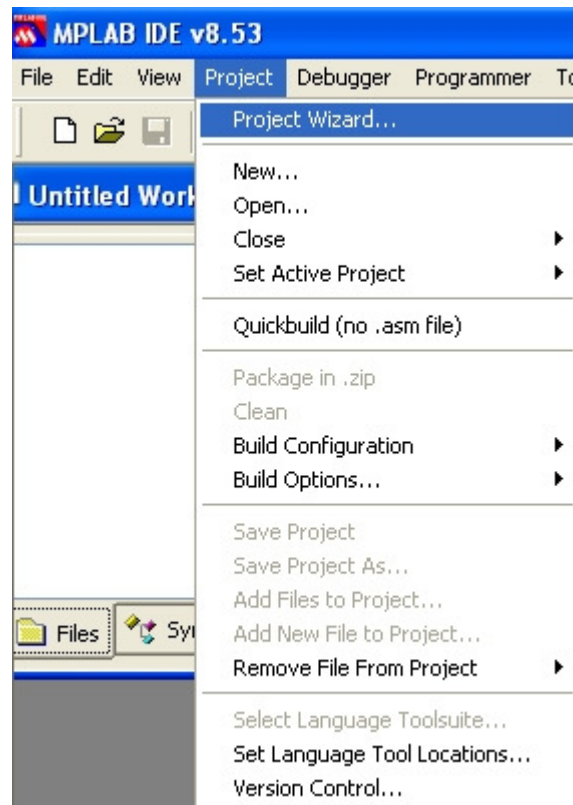 MPLAB IDE v8.53
File Edit View Project Debugger Programmer To
Project Wizard...
Untitled Work
New...
Open...
Close
Set Active Project
Quickbuild (no .asm file)
Package in .zip
Clean
Build Configuration
Build Options...
Save Project
Save Project As...
Add Files to Project...
Files Syı
Add New File to Project...
Remove File From Project
Select Language Toolsuite...
Set Language Tool Locations...
Version Control...